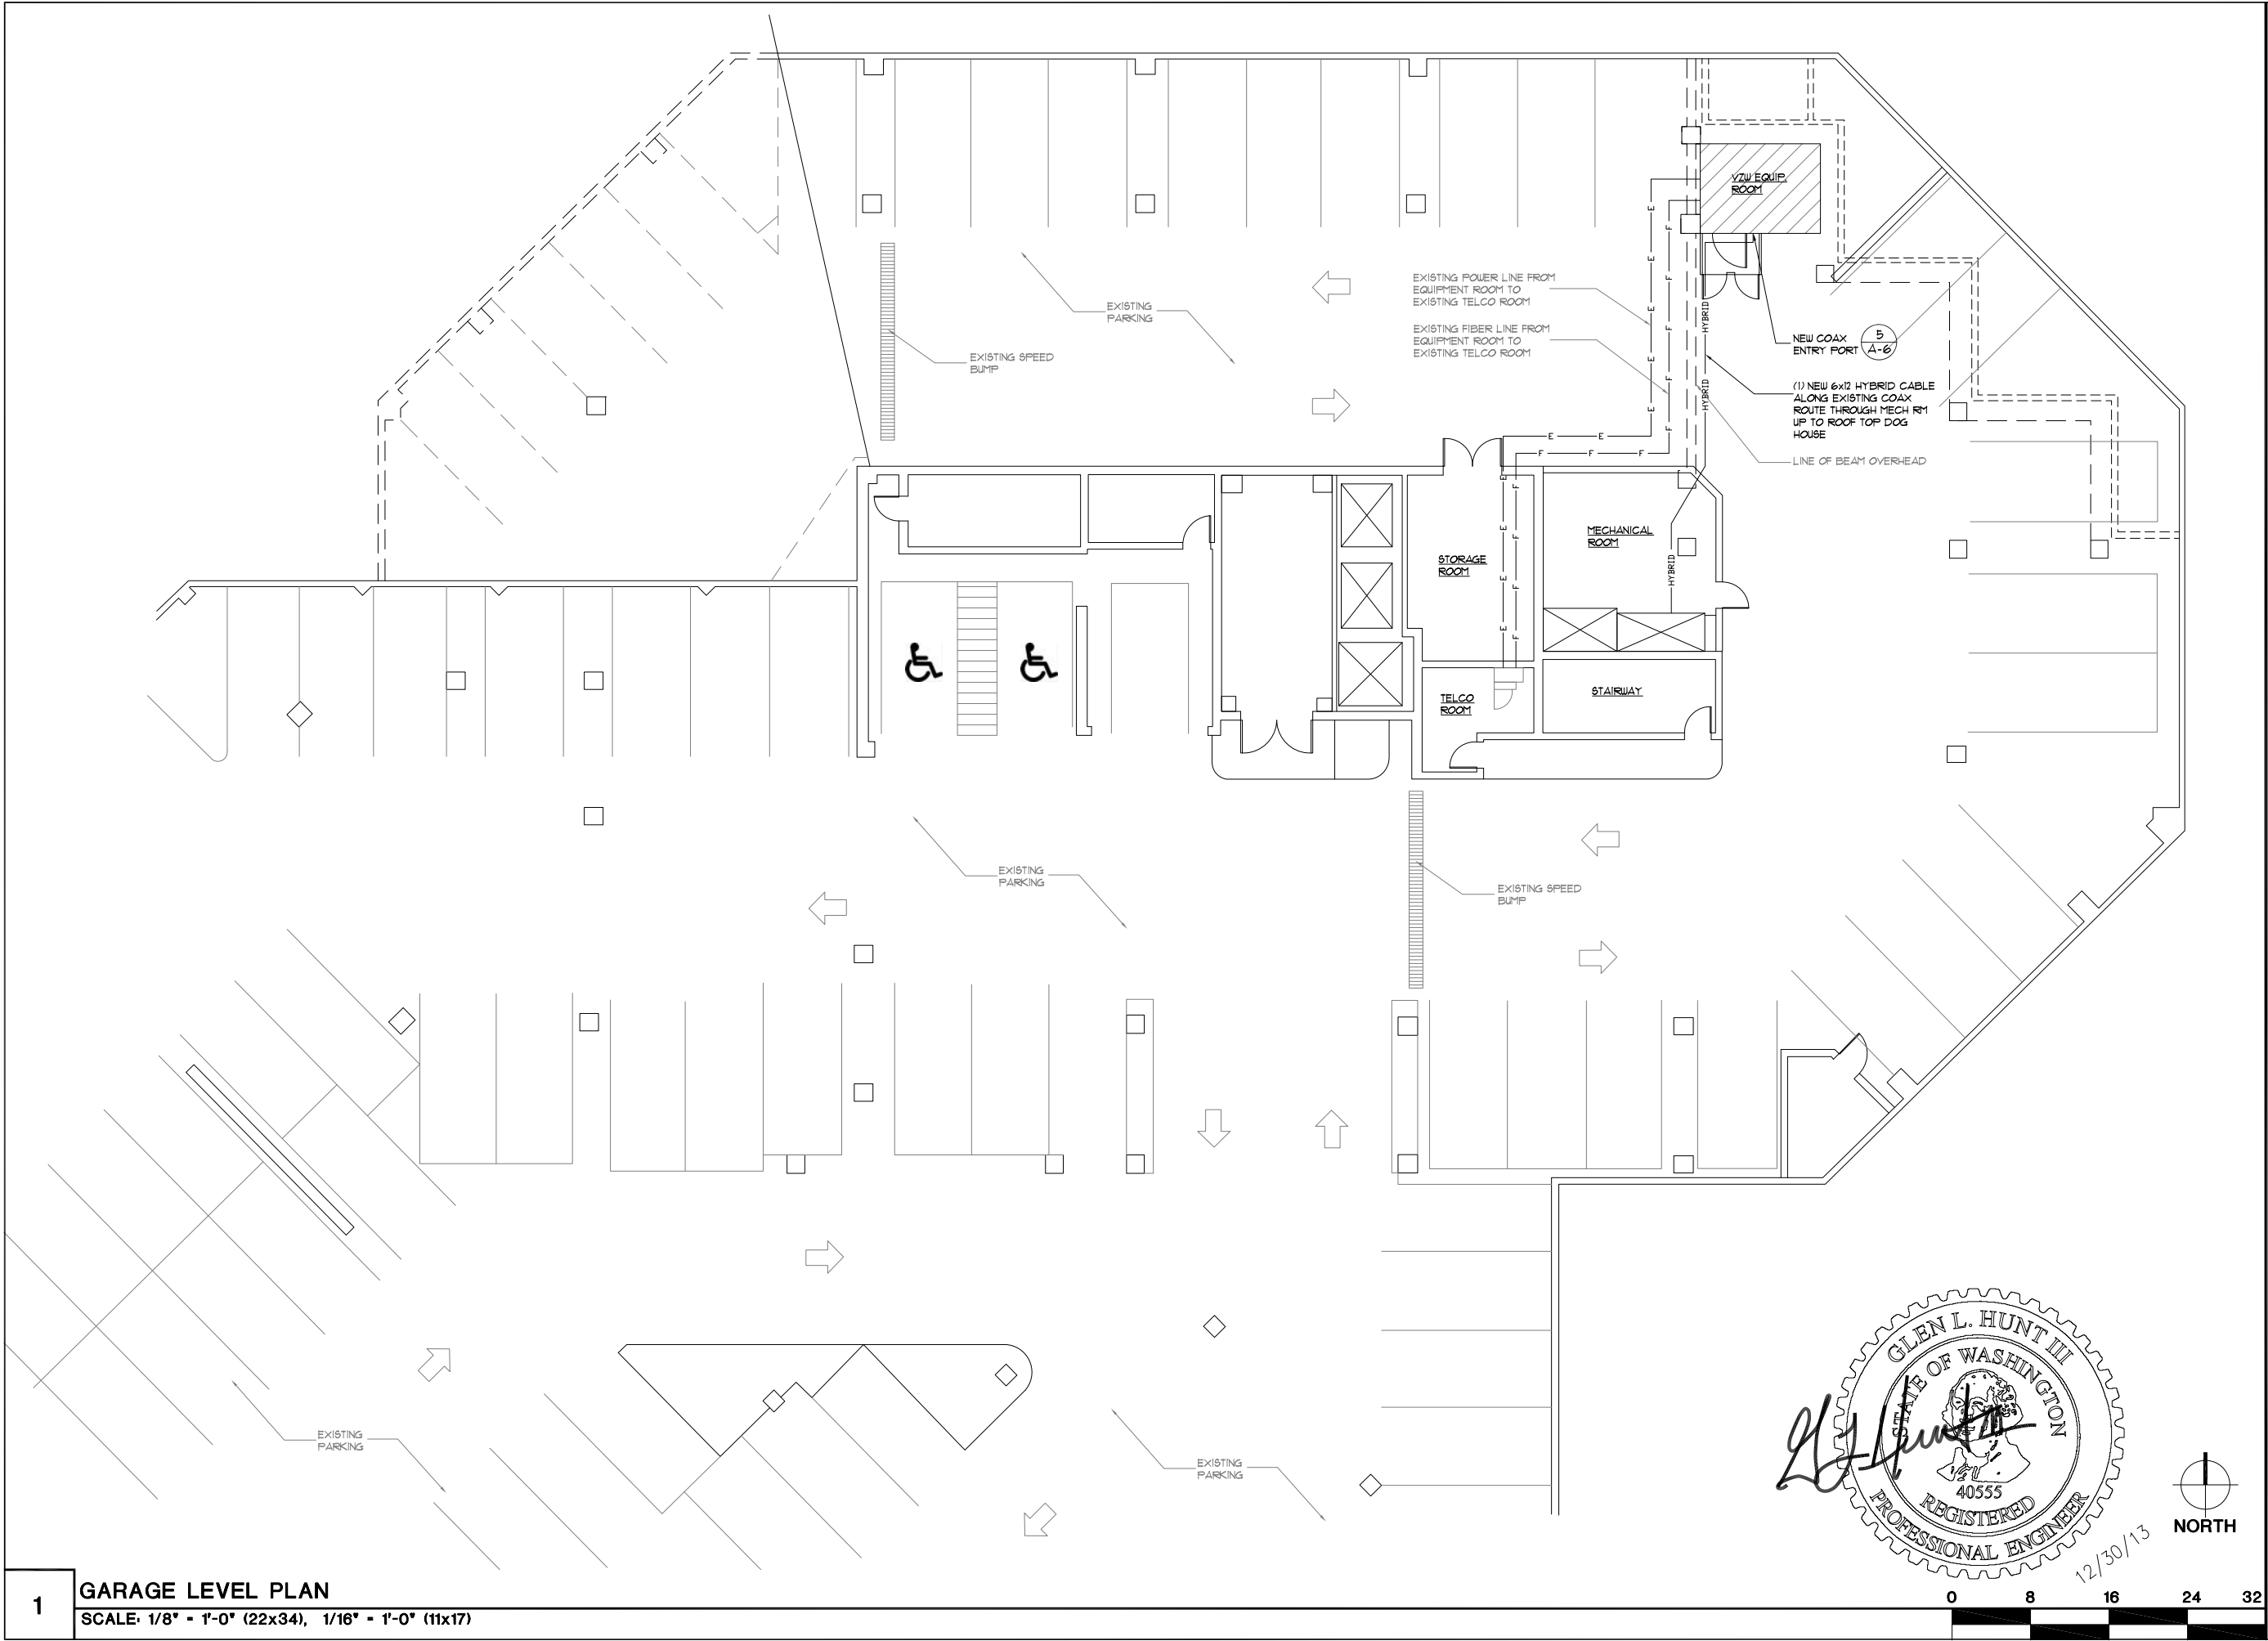 VZW EQUIP.
ROOM
EXISTING POWER LINE FROM
EQUIPMENT ROOM TO
EXISTING TELCO ROOM
EXISTING FIBER LINE FROM
EQUIPMENT ROOM TO
EXISTING TELCO ROOM
EXISTING
PARKING
EXISTING SPEED
BUMP
E
E
E
E
E
E
E
F
F
F
F
F
F
F
HYBRID
HYBRID
NEW COAX
ENTRY PORT
5
A-6
(1) NEW 6x12 HYBRID CABLE
ALONG EXISTING COAX
ROUTE THROUGH MECH RM
UP TO ROOF TOP DOG
HOUSE
LINE OF BEAM OVERHEAD
E
E
E
E
F
F
F
F
MECHANICAL
ROOM
STORAGE
ROOM
HYBRID
TELCO
ROOM
STAIRWAY
EXISTING
PARKING
EXISTING SPEED
BUMP
EXISTING
PARKING
EXISTING
PARKING
GLEN L. HUNT III
STATE OF WASHINGTON
40555
REGISTERED
PROFESSIONAL ENGINEER
12/30/13
NORTH
1
GARAGE LEVEL PLAN
SCALE: 1/8" = 1'-0" (22x34), 1/16" = 1'-0" (11x17)
0 8 16 24 32